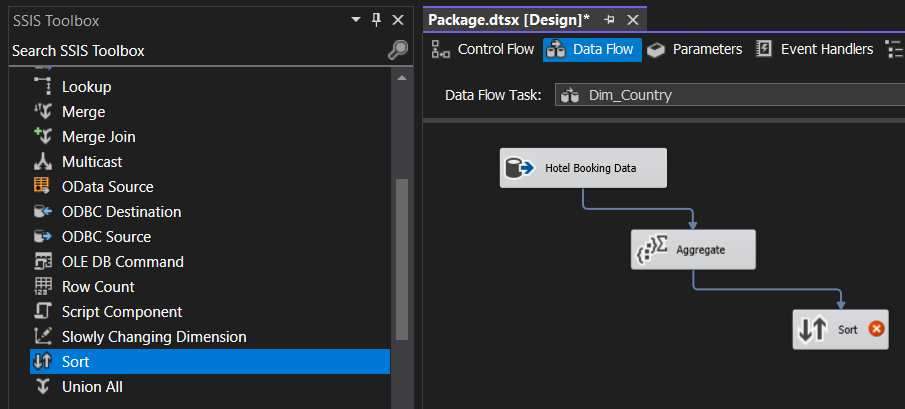 SSIS Toolbox
Search SSIS Toolbox
Lookup
Merge
Merge Join
Multicast
OData Source
ODBC Destination
ODBC Source
OLE DB Command
Row Count
Script Component
Slowly Changing Dimension
Sort
Union All
Package.dtsx [Design]*
Control Flow
Data Flow
Parameters
Event Handlers
Data Flow Task:
Dim_Country
Hotel Booking Data
Aggregate
Sort